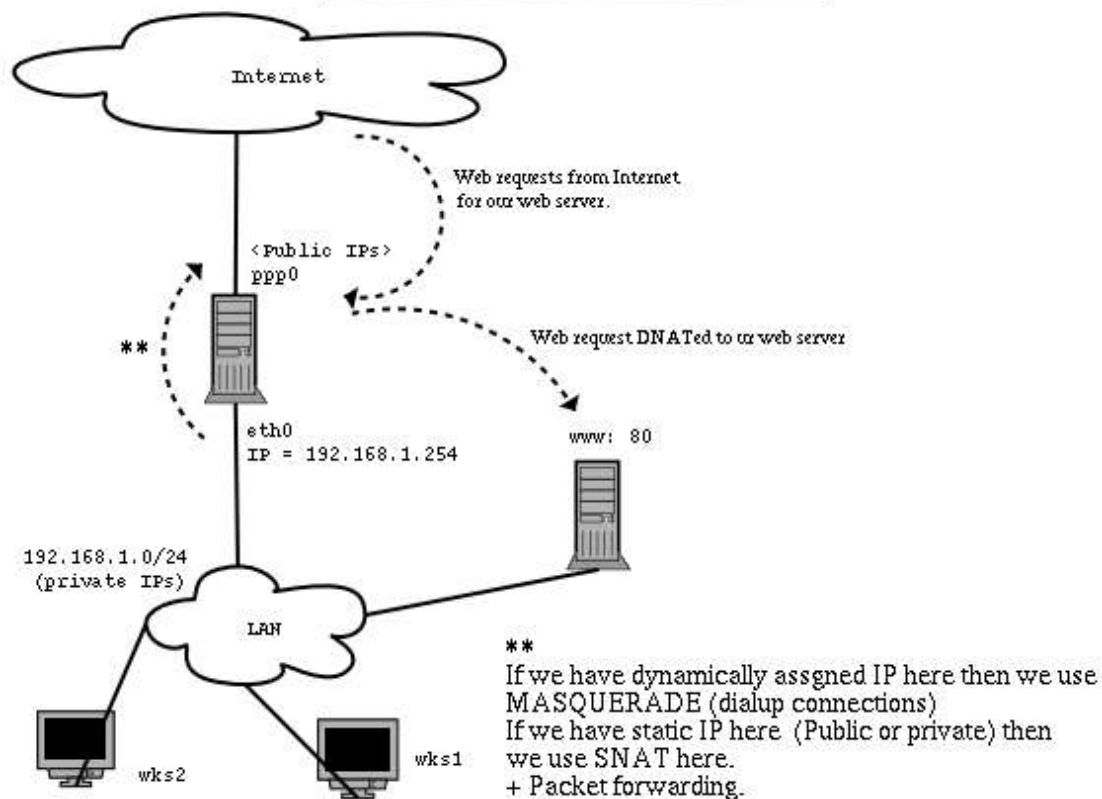 Internet
Web requests from Internet
for our web server.
<Public IPs>
ppp0
**
Web request DNATed to ur web server
eth0
IP = 192.168.1.254
www: 80
192.168.1.0/24
(private IPs)
LAN
**
If we have dynamically assgned IP here then we use
MASQUERADE (dialup connections)
If we have static IP here (Public or private) then
we use SNAT here.
+ Packet forwarding.
wks2
wks1